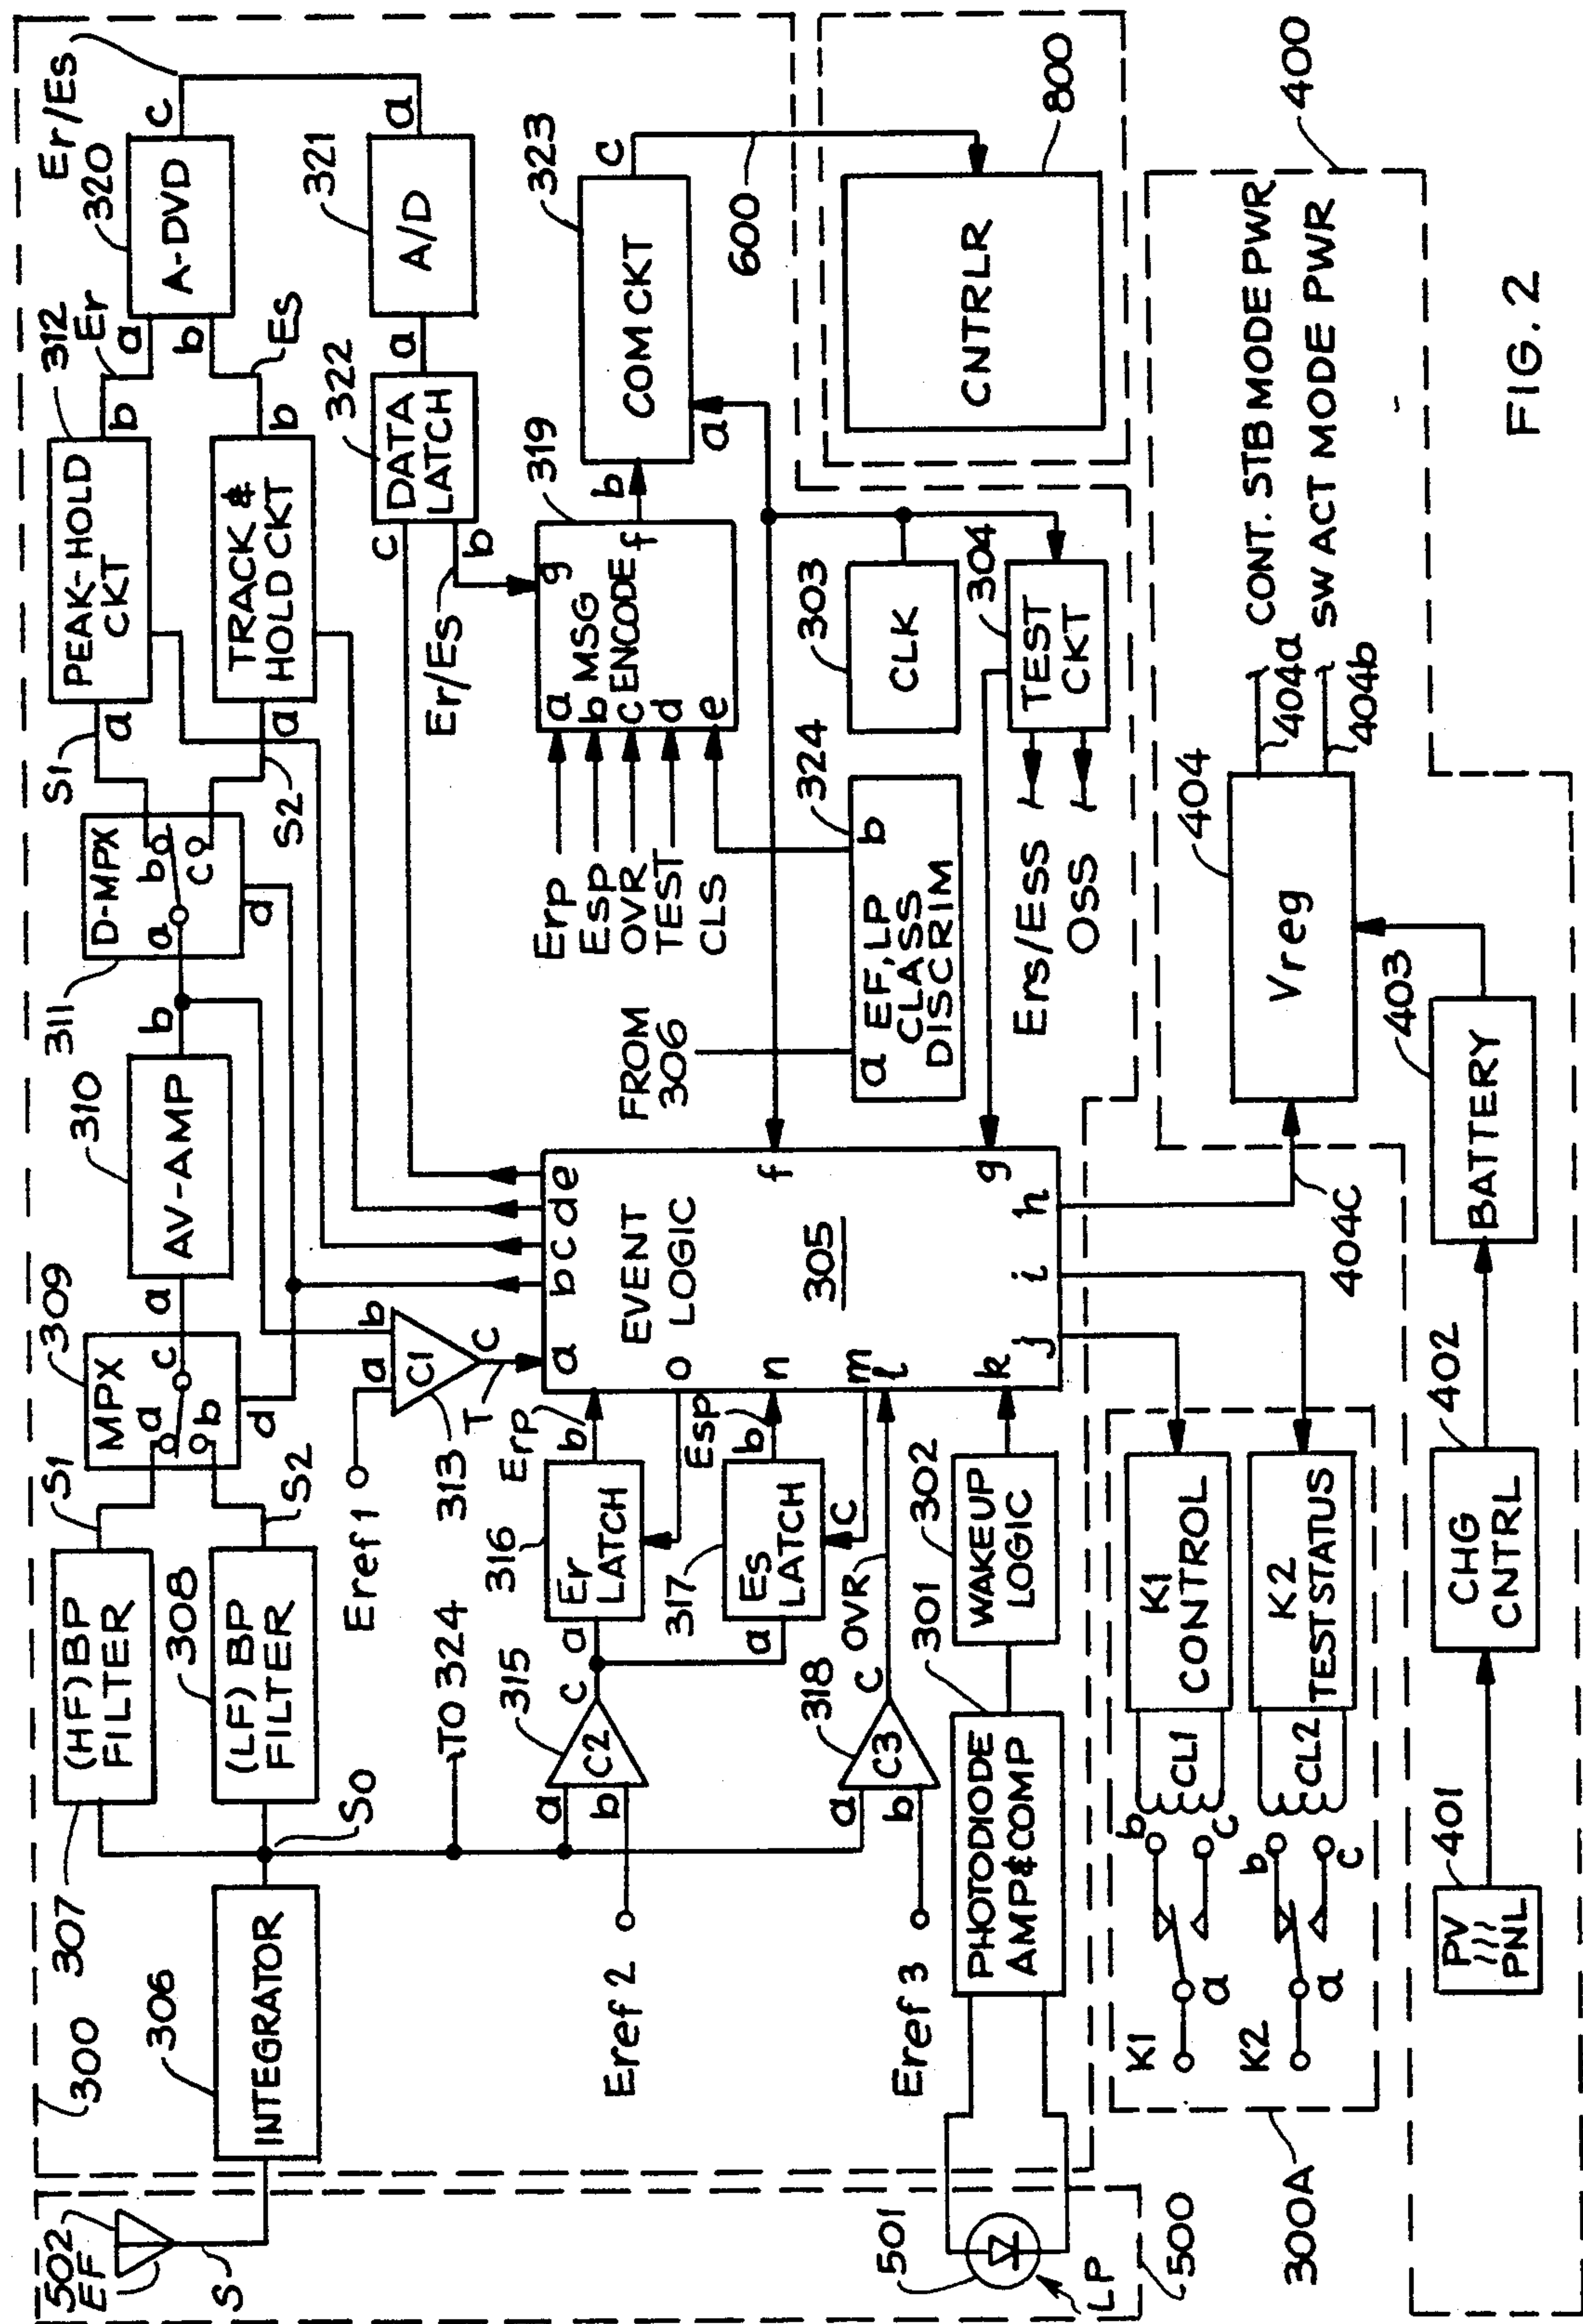 502
EF
S
300
306
INTEGRATOR
S0
307
(HF) BP
FILTER
308
(LF) BP
FILTER
S1
S2
309
MPX
a
b
c
d
310
AV-AMP
a
b
311
D-MPX
a
b
c
d
S1
S2
312
PEAK-HOLD
CKT
a
b
TRACK &
HOLD CKT
a
b
Er
Es
320
A-DVD
a
b
c
Er/Es
321
A/D
a
a
322
DATA
LATCH
c
b
Er/Es
TO 324
Eref 1
a
b
C1
c
313
T
315
C2
a
b
c
Eref 2
316
Er
LATCH
a
b
Erp
317
Es
LATCH
a
b
c
Esp
318
C3
a
b
c
OVR
Eref 3
EVENT
LOGIC
305
a
b
c
d
e
f
g
h
i
j
k
l
m
n
o
Erp
ESP
OVR
TEST
CLS
319
MSG
ENCODE
a
b
c
d
e
f
g
b
323
COM CKT
a
c
600
CNTRLR
800
303
CLK
304
TEST
CKT
Ers/Ess
OSS
FROM
306
324
a
EF, LP
CLASS
DISCRIM
b
501
LP
500
301
PHOTODIODE
AMP & COMP
302
WAKEUP
LOGIC
K1
a
b
c
CL1
K1
CONTROL
K2
a
b
c
CL2
K2
TEST STATUS
300A
401
PV
PNL
402
CHG
CNTRL
403
BATTERY
404
Vreg
404C
404a
404b
CONT. STB MODE PWR
SW ACT MODE PWR
400
FIG. 2